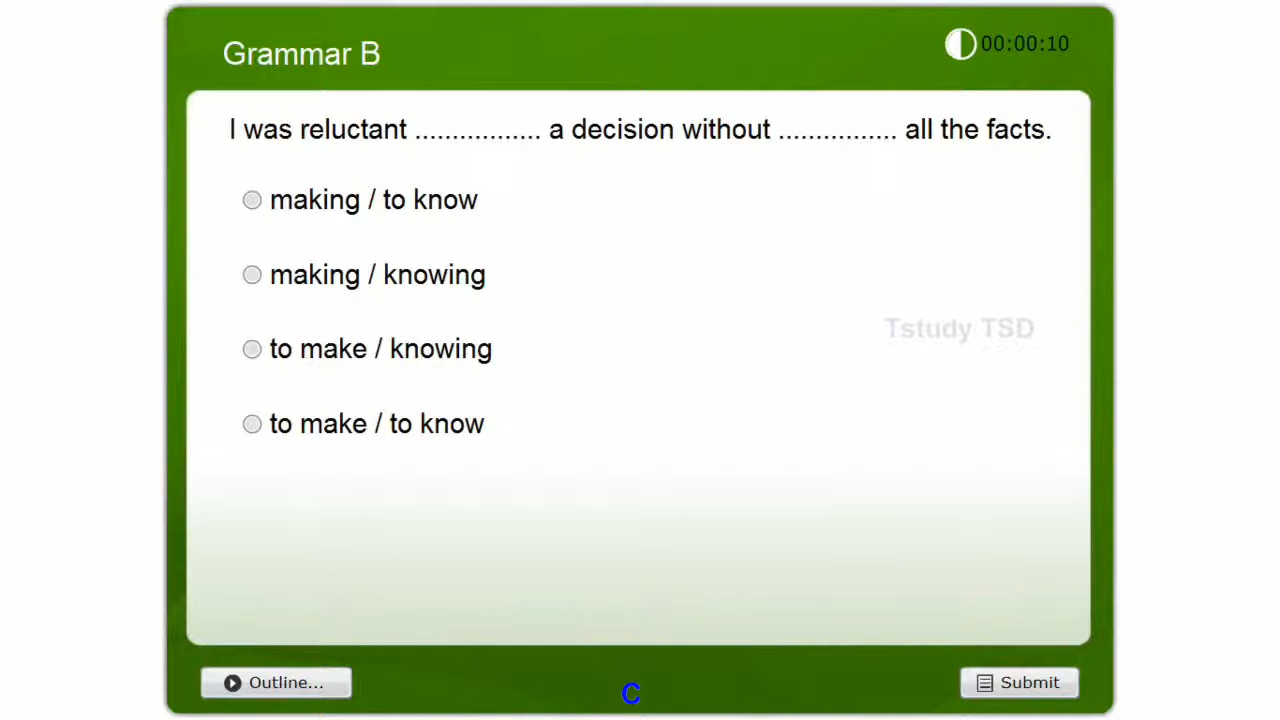 Grammar B
00:00:10
I was reluctant ................. a decision without ................ all the facts.
making / to know
making / knowing
to make / knowing
to make / to know
Tstudy TSD
Outline...
C
Submit